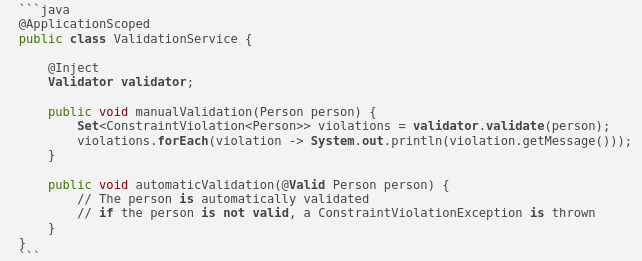 ```java
@ApplicationScoped
public class ValidationService {
@Inject
Validator validator;
public void manualValidation(Person person) {
Set<ConstraintViolation<Person>> violations = validator.validate(person);
violations.forEach(violation -> System.out.println(violation.getMessage()));
}
public void automaticValidation(@Valid Person person) {
// The person is automatically validated
// if the person is not valid, a ConstraintViolationException is thrown
}
}
```